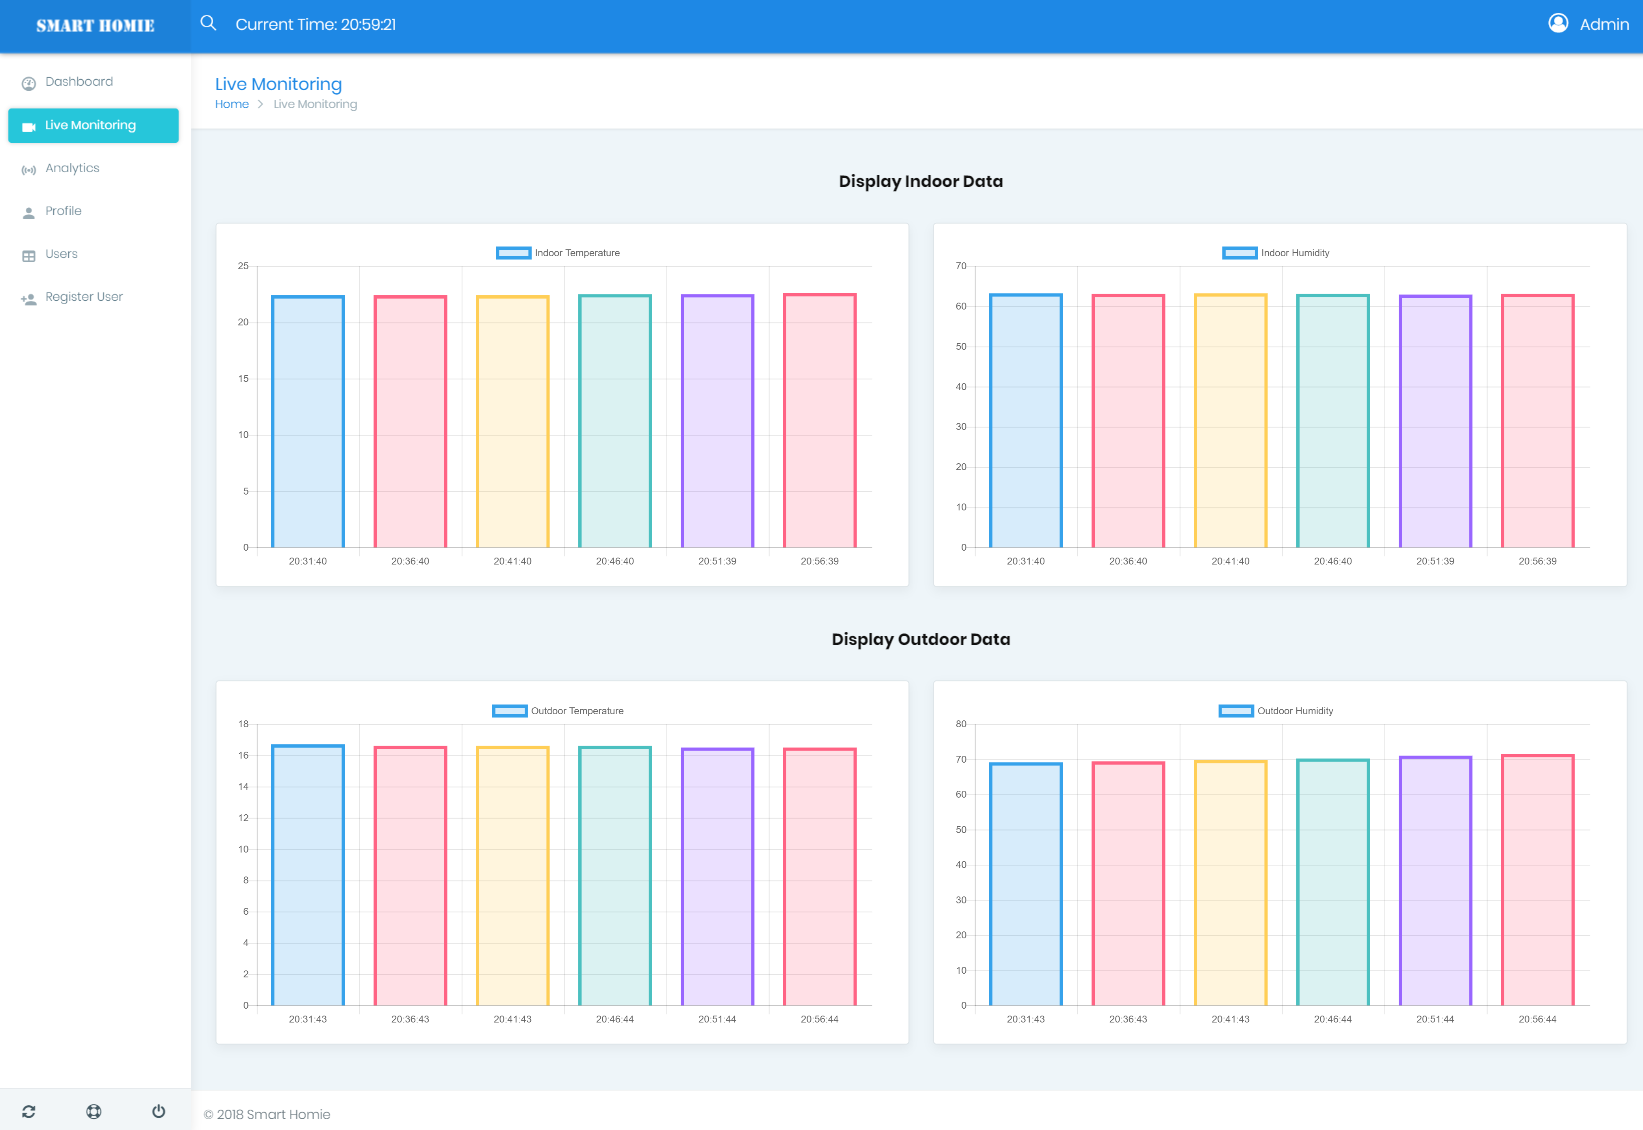 SMART HOMIE
Current Time: 20:59:21
Admin
Dashboard
Live Monitoring
Analytics
Profile
Users
Register User
Live Monitoring
Home > Live Monitoring
Display Indoor Data
Indoor Temperature
25
20
15
10
5
0
20:31:40 20:36:40 20:41:40 20:46:40 20:51:39 20:56:39
Indoor Humidity
70
60
50
40
30
20
10
0
20:31:40 20:36:40 20:41:40 20:46:40 20:51:39 20:56:39
Display Outdoor Data
Outdoor Temperature
18
16
14
12
10
8
6
4
2
0
20:31:43 20:36:43 20:41:43 20:46:44 20:51:44 20:56:44
Outdoor Humidity
80
70
60
50
40
30
20
10
0
20:31:43 20:36:43 20:41:43 20:46:44 20:51:44 20:56:44
© 2018 Smart Homie